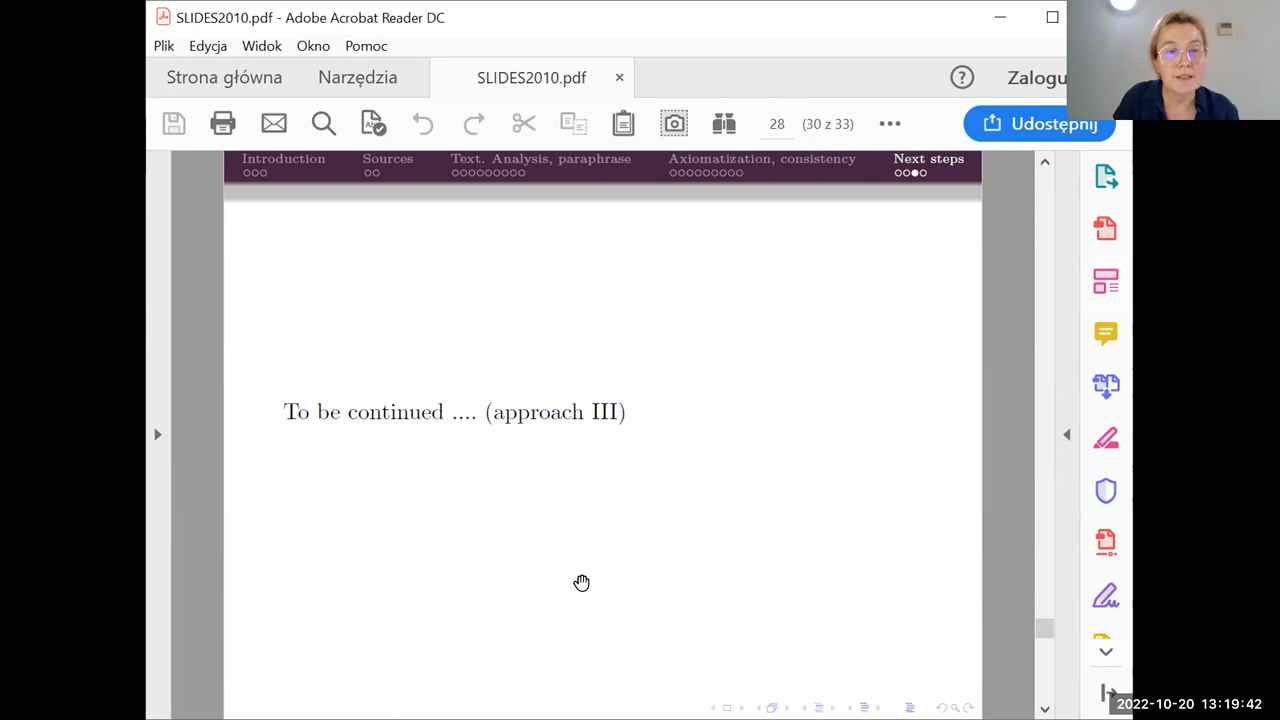 SLIDES2010.pdf - Adobe Acrobat Reader DC
Plik Edycja Widok Okno Pomoc
Strona główna Narzędzia SLIDES2010.pdf × ? Zalogu
28 (30 z 33) Udostępnij
Introduction Sources Text. Analysis, paraphrase Axiomatization, consistency Next steps
To be continued .... (approach III)
2022-10-20 13:19:42